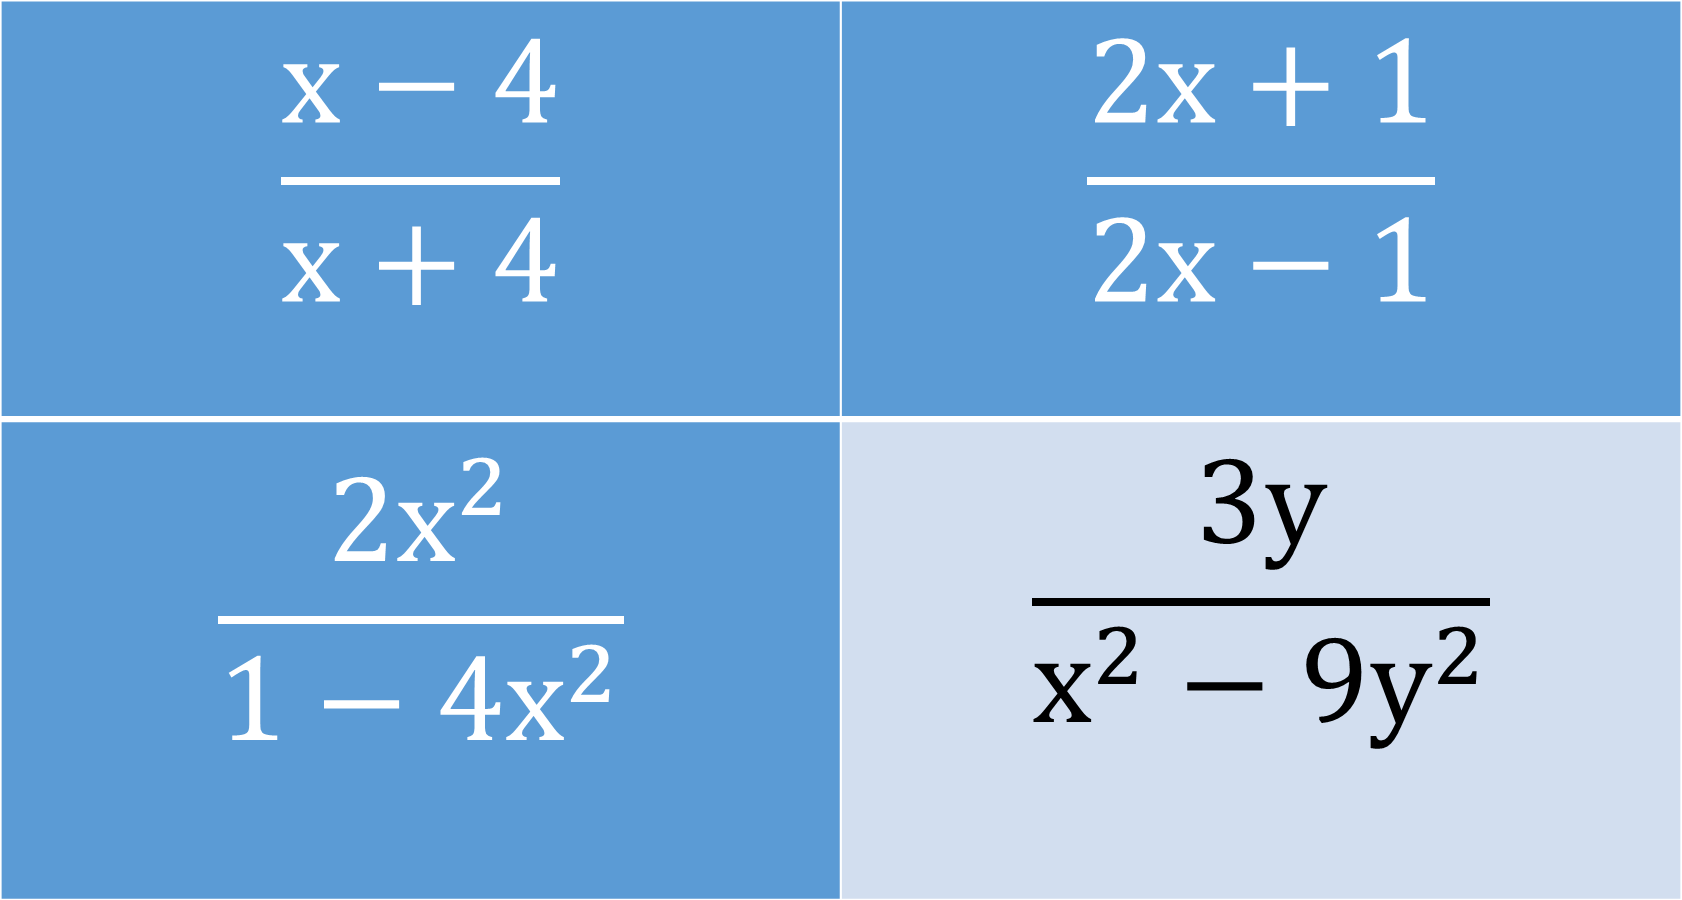 x − 4
x + 4
2x + 1
2x − 1
2x²
1 − 4x²
3y
x² − 9y²